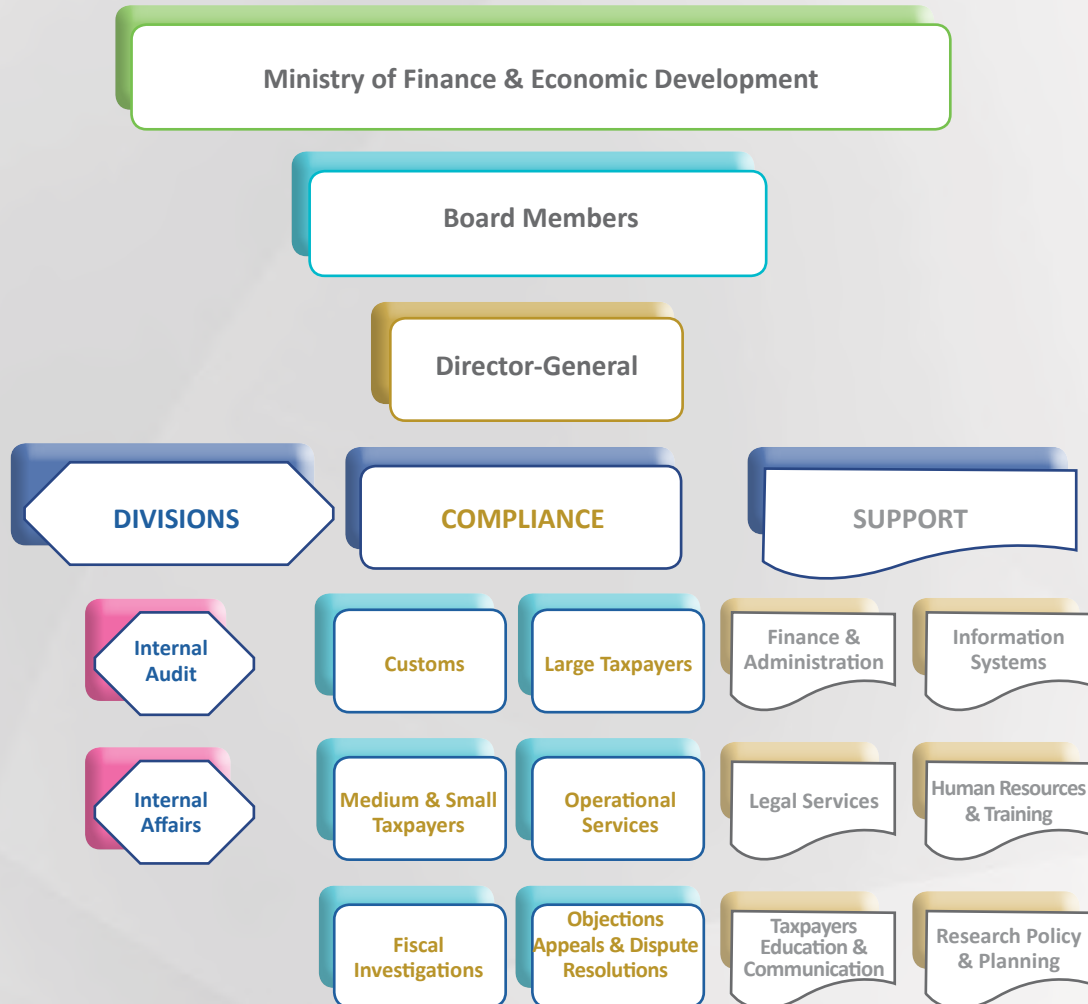 Ministry of Finance & Economic Development
Board Members
Director-General
DIVISIONS
COMPLIANCE
SUPPORT
Internal
Audit
Customs
Large Taxpayers
Finance &
Administration
Information
Systems
Internal
Affairs
Medium & Small
Taxpayers
Operational
Services
Legal Services
Human Resources
& Training
Fiscal
Investigations
Objections
Appeals & Dispute
Resolutions
Taxpayers
Education &
Communication
Research Policy
& Planning